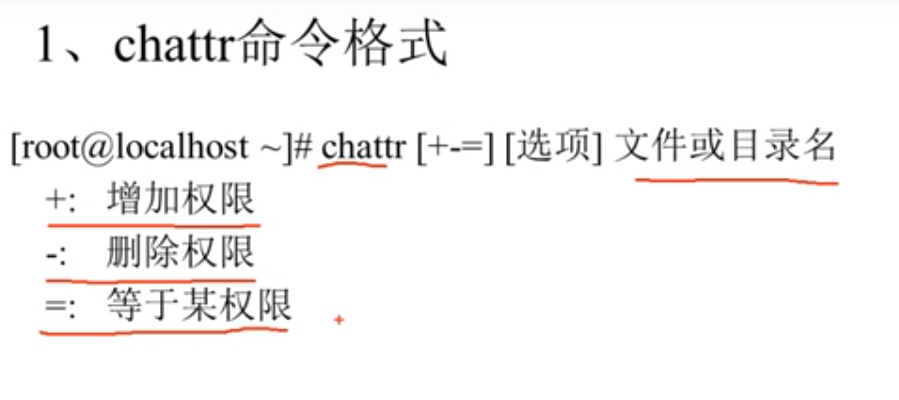 1、chattr命令格式
[root@localhost ~]# chattr [+-=] [选项] 文件或目录名
+: 增加权限
-: 删除权限
=: 等于某权限